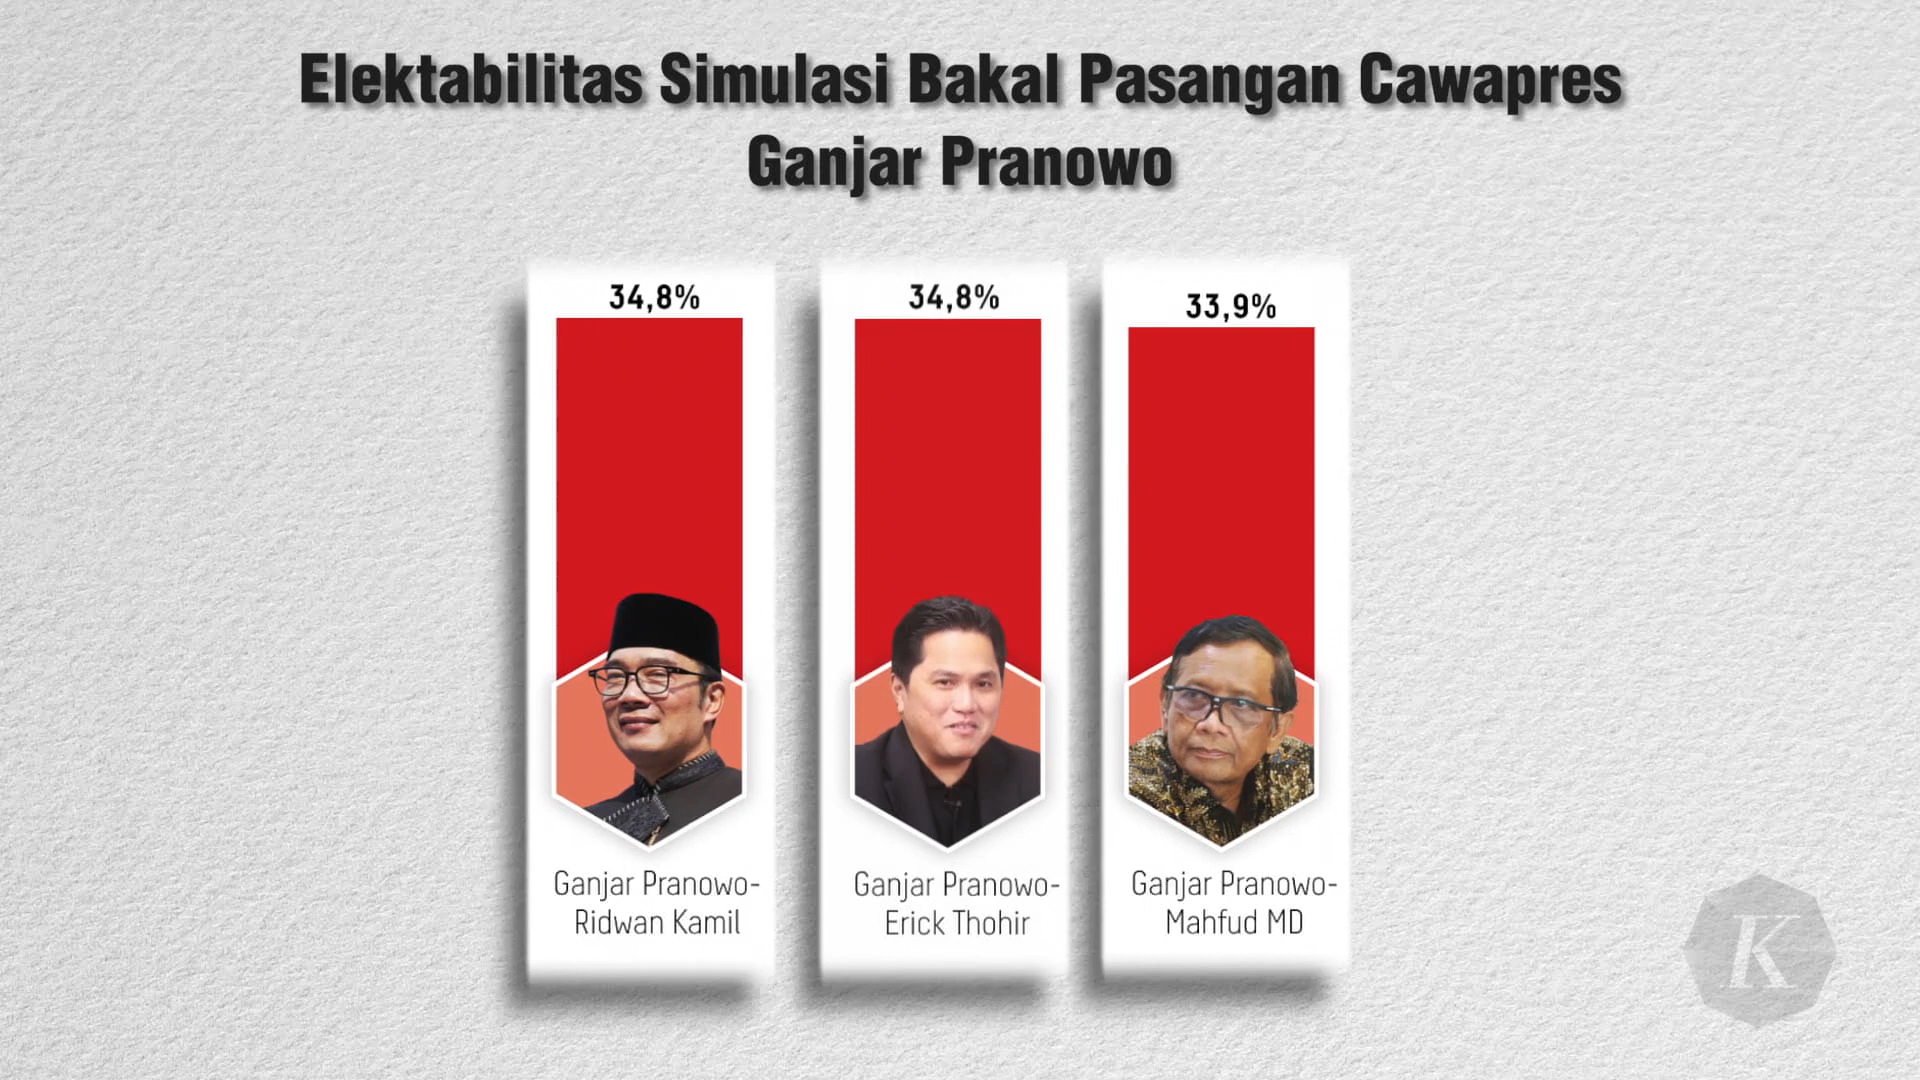 Elektabilitas Simulasi Bakal Pasangan Cawapres
Ganjar Pranowo
34,8%
34,8%
33,9%
Ganjar Pranowo-
Ridwan Kamil
Ganjar Pranowo-
Erick Thohir
Ganjar Pranowo-
Mahfud MD
K